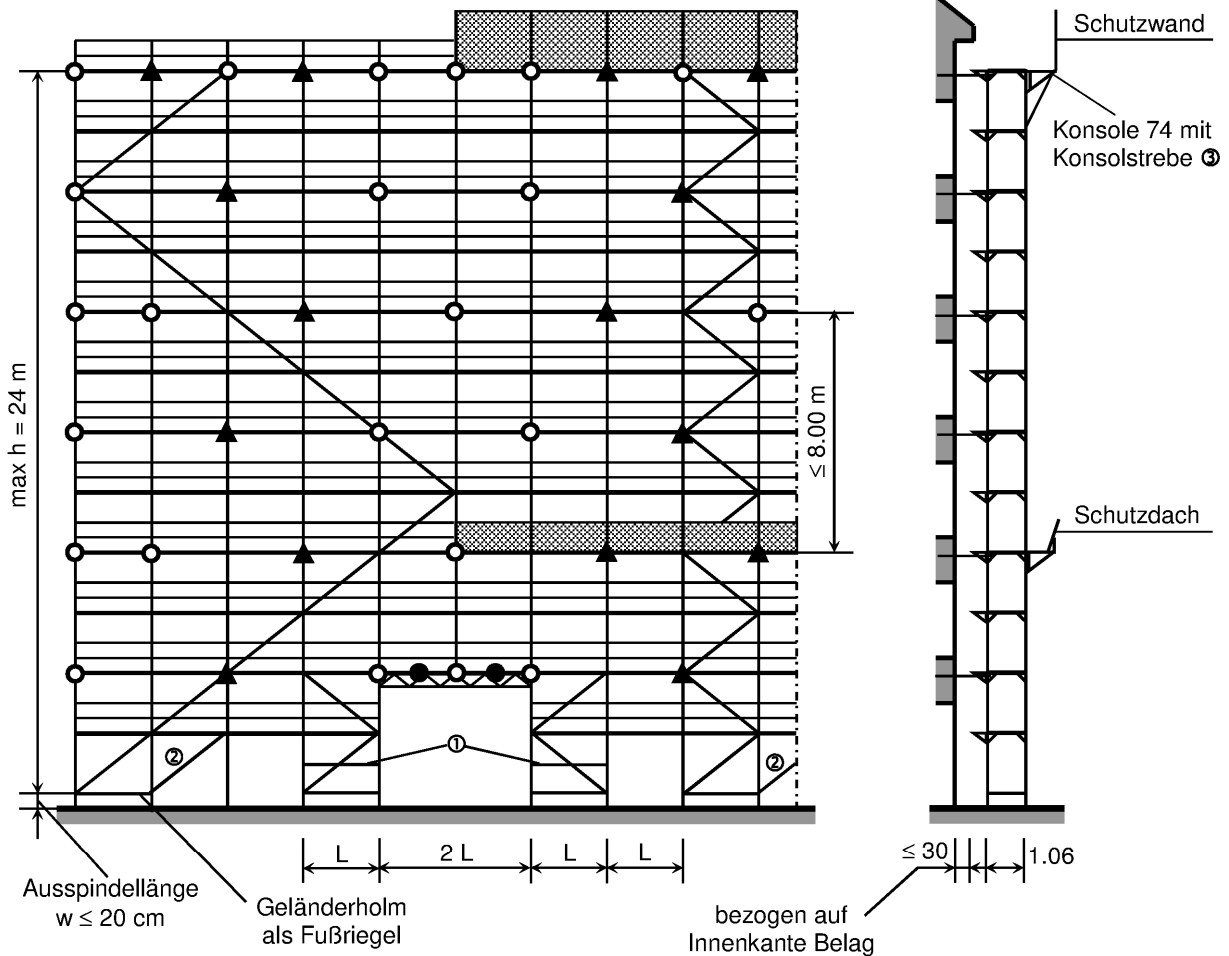 Schutzwand
Konsole 74 mit
Konsolstrebe ③
max h = 24 m
≤ 8.00 m
Schutzdach
①
②
②
L
2 L
L
L
≤ 30
1.06
Ausspindellänge
w ≤ 20 cm
Geländerholm
als Fußriegel
bezogen auf
Innenkante Belag